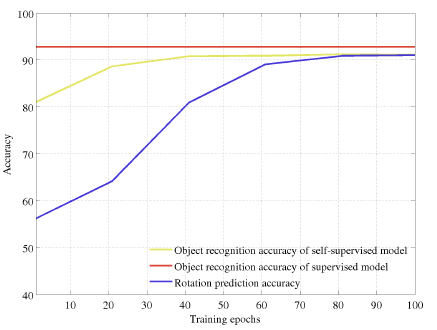 100
90
80
70
60
50
40
Accuracy
Object recognition accuracy of self-supervised model
Object recognition accuracy of supervised model
Rotation prediction accuracy
10 20 30 40 50 60 70 80 90 100
Training epochs